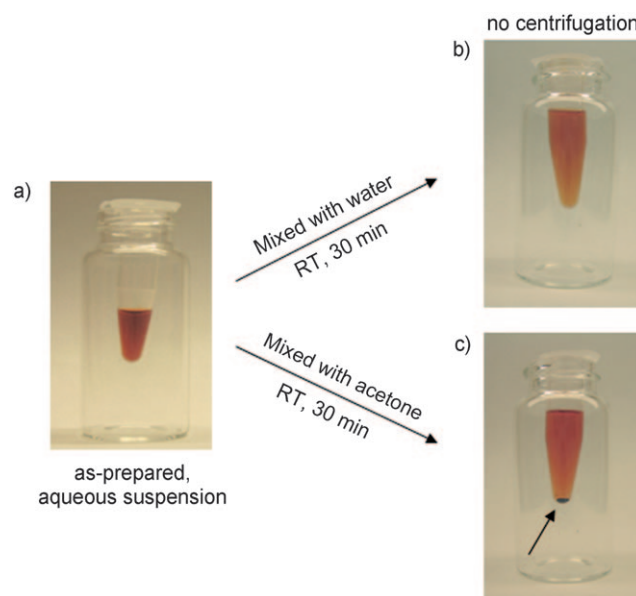 no centrifugation
b)
a)
Mixed with water
RT, 30 min
Mixed with acetone
RT, 30 min
c)
as-prepared,
aqueous suspension